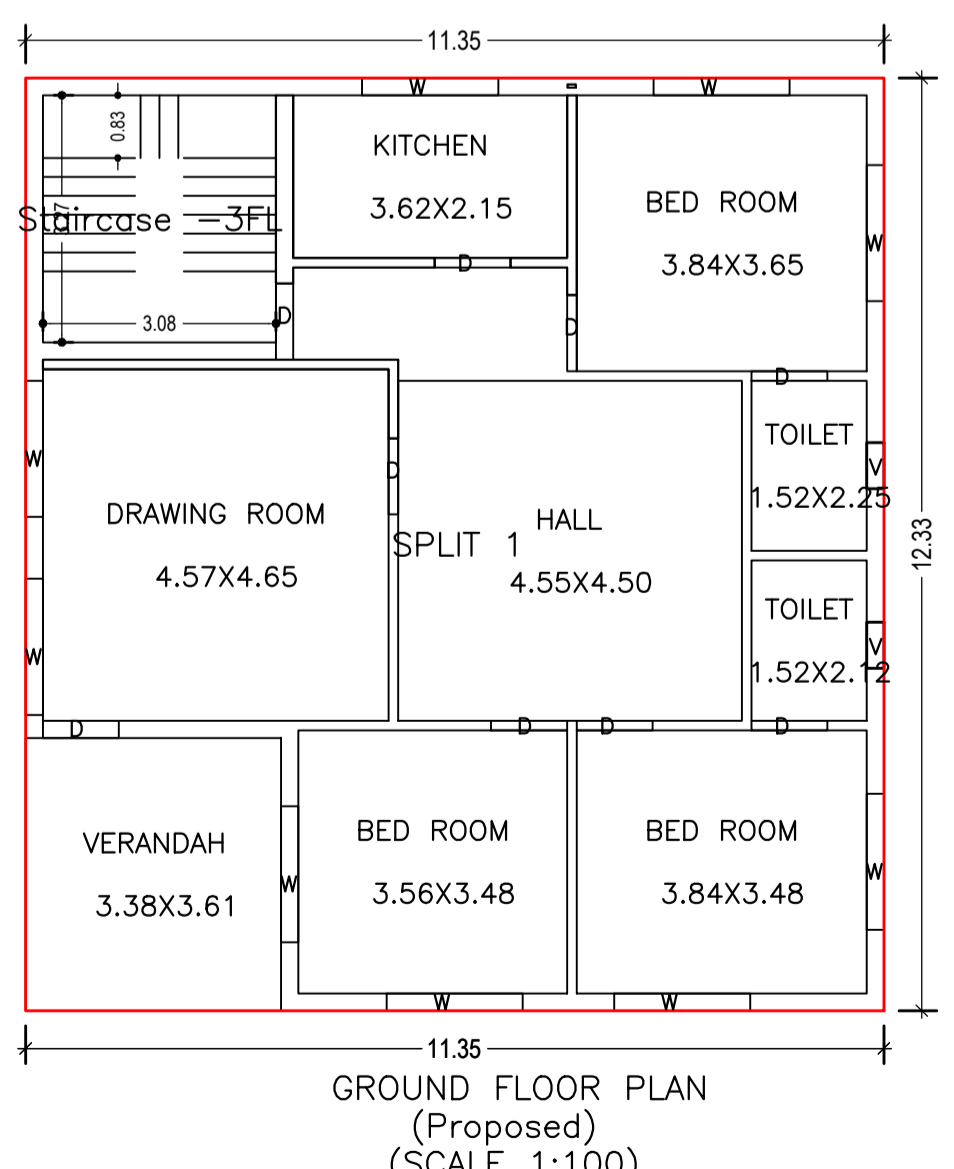 11.35
W
W
0.83
KITCHEN
3.62X2.15
BED ROOM
3.84X3.65
W
Staircase -3FL
D
D
D
3.08
D
TOILET
1.52X2.25
V
W
D
DRAWING ROOM
4.57X4.65
SPLIT 1
HALL
4.55X4.50
12.33
TOILET
1.52X2.12
V
W
D
D
D
D
VERANDAH
3.38X3.61
W
BED ROOM
3.56X3.48
BED ROOM
3.84X3.48
W
W
W
11.35
GROUND FLOOR PLAN
(Proposed)
(SCALE 1:100)